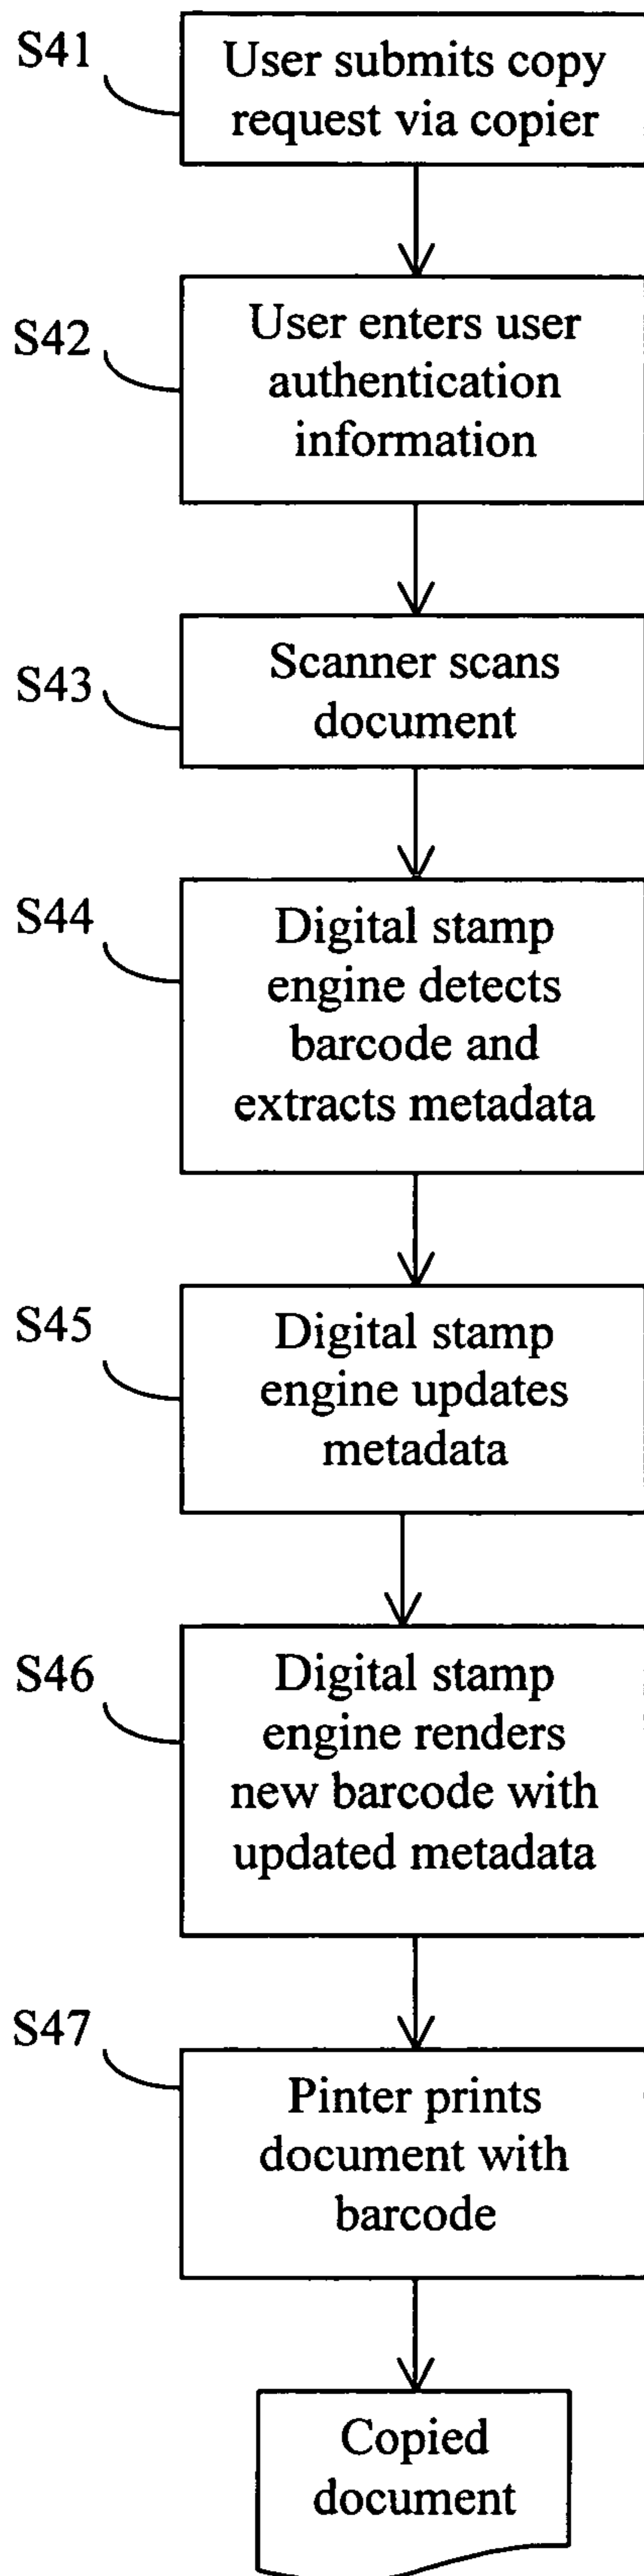 S41
User submits copy
request via copier
S42
User enters user
authentication
information
S43
Scanner scans
document
S44
Digital stamp
engine detects
barcode and
extracts metadata
S45
Digital stamp
engine updates
metadata
S46
Digital stamp
engine renders
new barcode with
updated metadata
S47
Pinter prints
document with
barcode
Copied
document